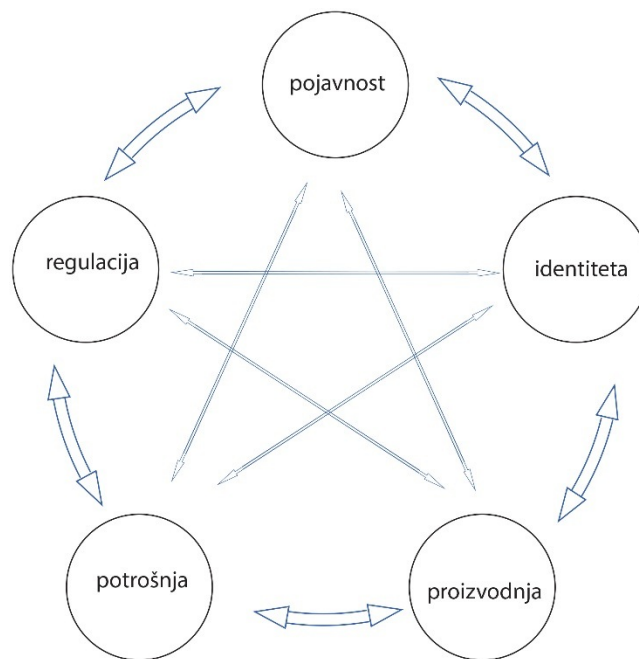 pojavnost
regulacija
identiteta
potrošnja
proizvodnja